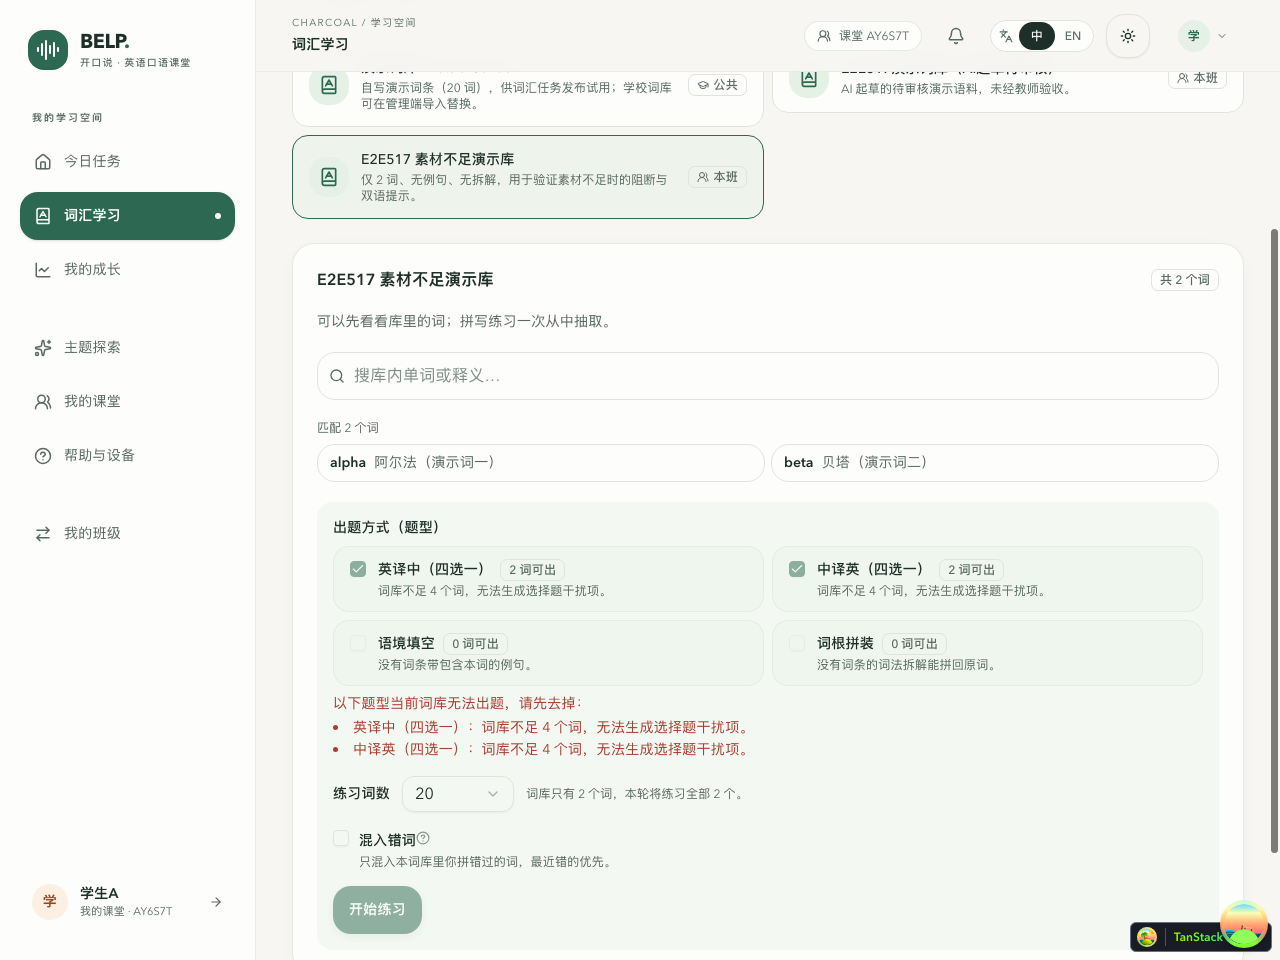 BELP.
开口说 · 英语口语课堂
我的学习空间
今日任务
词汇学习
我的成长
主题探索
我的课堂
帮助与设备
我的班级
学
学生A
我的课堂 · AY6S7T
CHARCOAL / 学习空间
词汇学习
课堂 AY6S7T
中
EN
学
自写演示词条（20 词），供词汇任务发布试用；学校词库
可在管理端导入替换。
公共
AI 起草的待审核演示语料，未经教师验收。
本班
E2E517 素材不足演示库
仅 2 词、无例句、无拆解，用于验证素材不足时的阻断与
双语提示。
本班
E2E517 素材不足演示库
共 2 个词
可以先看看库里的词；拼写练习一次从中抽取。
搜库内单词或释义…
匹配 2 个词
alpha 阿尔法（演示词一）
beta 贝塔（演示词二）
出题方式（题型）
英译中（四选一） 2 词可出
词库不足 4 个词，无法生成选择题干扰项。
中译英（四选一） 2 词可出
词库不足 4 个词，无法生成选择题干扰项。
语境填空 0 词可出
没有词条带包含本词的例句。
词根拼装 0 词可出
没有词条的词法拆解能拼回原词。
以下题型当前词库无法出题，请先去掉：
英译中（四选一）：词库不足 4 个词，无法生成选择题干扰项。
中译英（四选一）：词库不足 4 个词，无法生成选择题干扰项。
练习词数 20 词库只有 2 个词，本轮将练习全部 2 个。
混入错词
只混入本词库里你拼错过的词，最近错的优先。
开始练习
TanStack